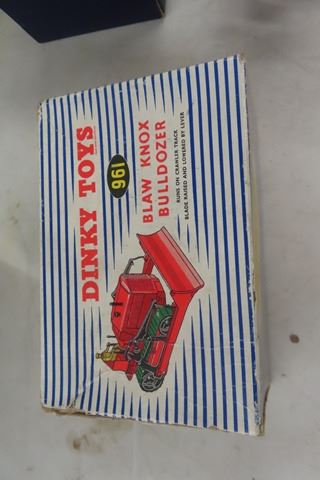 DINKY TOYS
961
BLAW KNOX
BULLDOZER
RUNS ON CRAWLER TRACK
BLADE RAISED AND LOWERED BY LEVER